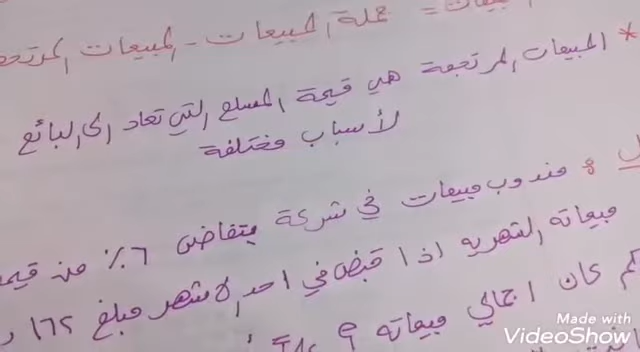 = جملة المبيعات - المبيعات المرتجعة
* المبيعات المرتجعة هي قيمة السلع التي تعاد الى البائع
لأسباب مختلفة
مندوب مبيعات في شركة يتقاضى ٦٪ من
مبيعاته الشهرية اذا قبض في احد الاشهر مبلغ ١٦٢
كم كان اجمالي مبيعاته ؟
Made with
VideoShow